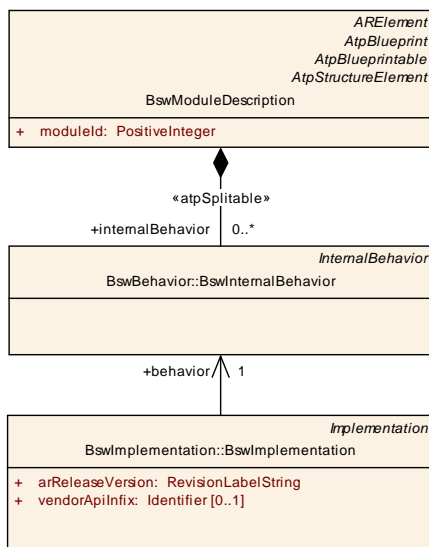 ARElement
AtpBlueprint
AtpBlueprintable
AtpStructureElement
BswModuleDescription
+ moduleId: PositiveInteger
«atpSplitable»
+internalBehavior 0..*
InternalBehavior
BswBehavior::BswInternalBehavior
+behavior 1
Implementation
BswImplementation::BswImplementation
+ arReleaseVersion: RevisionLabelString
+ vendorApiInfix: Identifier [0..1]